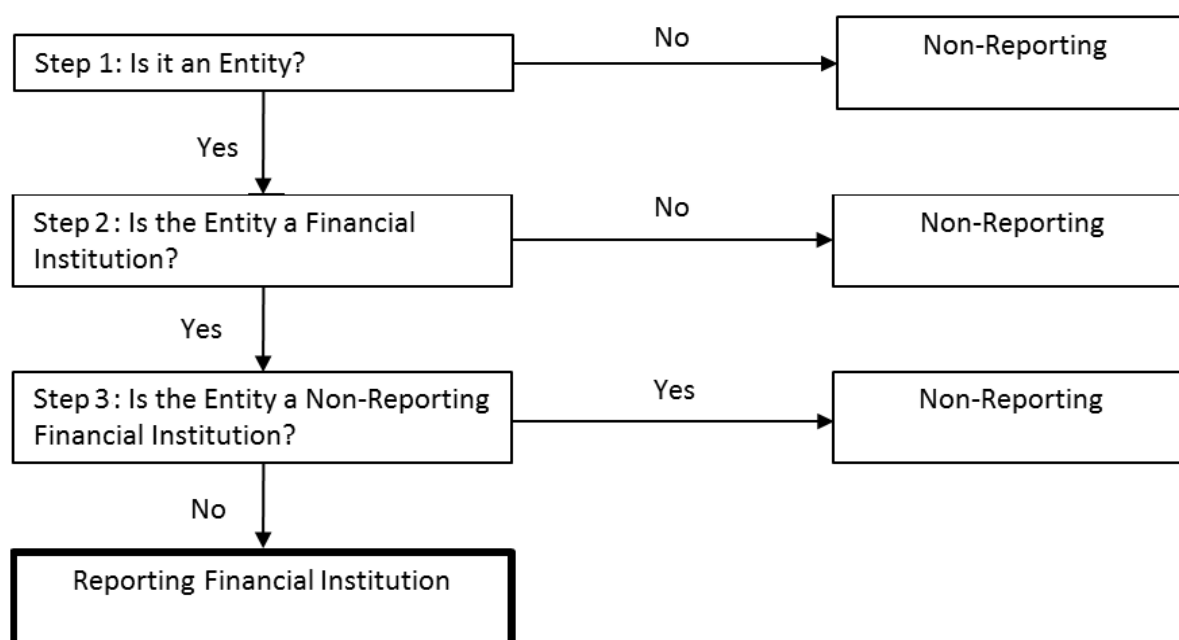 Step 1: Is it an Entity?
No
Non-Reporting
Yes
Step 2: Is the Entity a Financial
Institution?
No
Non-Reporting
Yes
Step 3: Is the Entity a Non-Reporting
Financial Institution?
Yes
Non-Reporting
No
Reporting Financial Institution